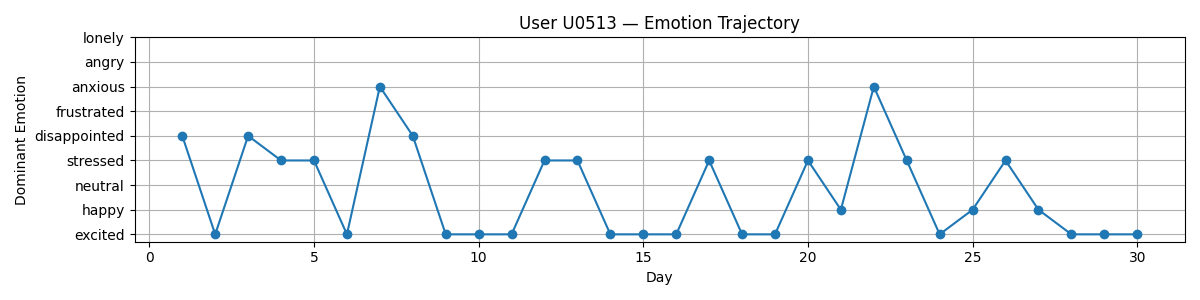 User U0513 — Emotion Trajectory
Dominant Emotion
lonely
angry
anxious
frustrated
disappointed
stressed
neutral
happy
excited
0 5 10 15 20 25 30
Day